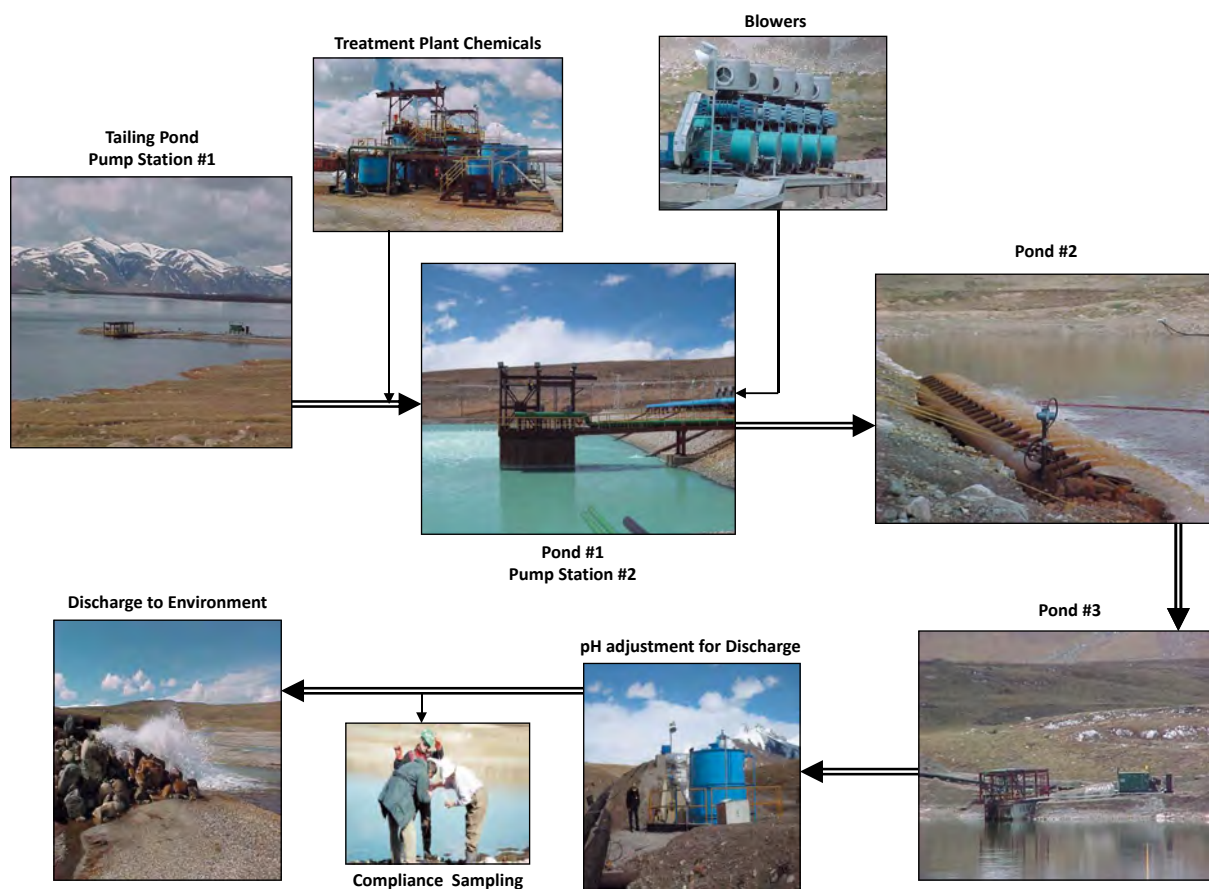 Blowers
Treatment Plant Chemicals
Tailing Pond
Pump Station #1
Pond #2
Pond #1
Pump Station #2
Discharge to Environment
Pond #3
pH adjustment for Discharge
Compliance Sampling